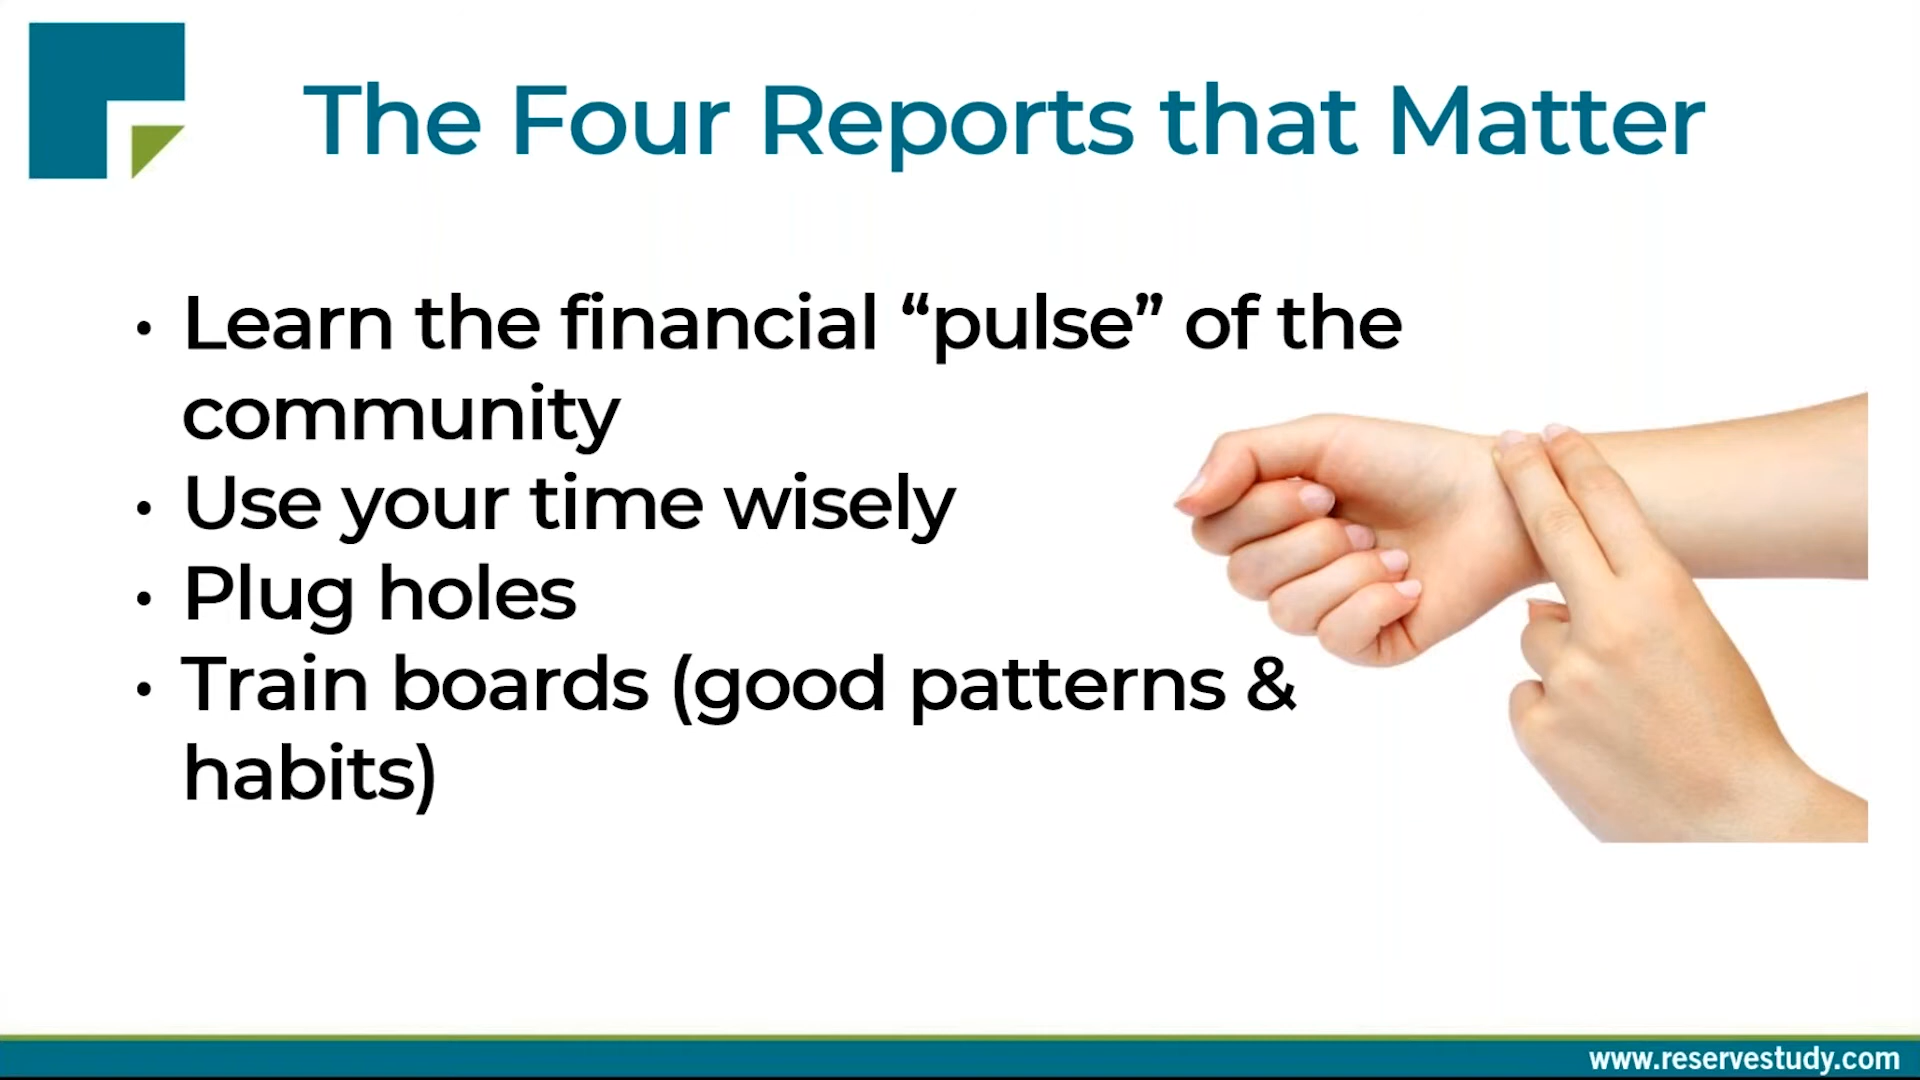 The Four Reports that Matter
• Learn the financial “pulse” of the
community
• Use your time wisely
• Plug holes
• Train boards (good patterns &
habits)
www.reservestudy.com